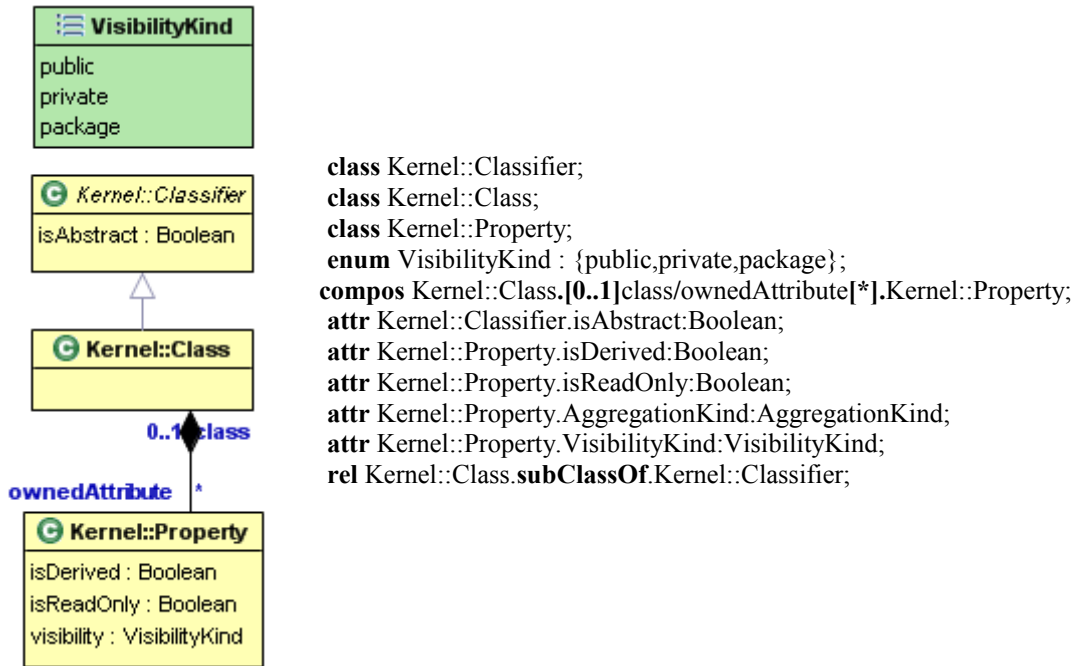 VisibilityKind
public
private
package
Kernel::Classifier
isAbstract : Boolean
Kernel::Class
0..1 class
ownedAttribute *
Kernel::Property
isDerived : Boolean
isReadOnly : Boolean
visibility : VisibilityKind
class Kernel::Classifier;
class Kernel::Class;
class Kernel::Property;
enum VisibilityKind : {public,private,package};
compos Kernel::Class.[0..1]class/ownedAttribute[*].Kernel::Property;
attr Kernel::Classifier.isAbstract:Boolean;
attr Kernel::Property.isDerived:Boolean;
attr Kernel::Property.isReadOnly:Boolean;
attr Kernel::Property.AggregationKind:AggregationKind;
attr Kernel::Property.VisibilityKind:VisibilityKind;
rel Kernel::Class.subClassOf.Kernel::Classifier;